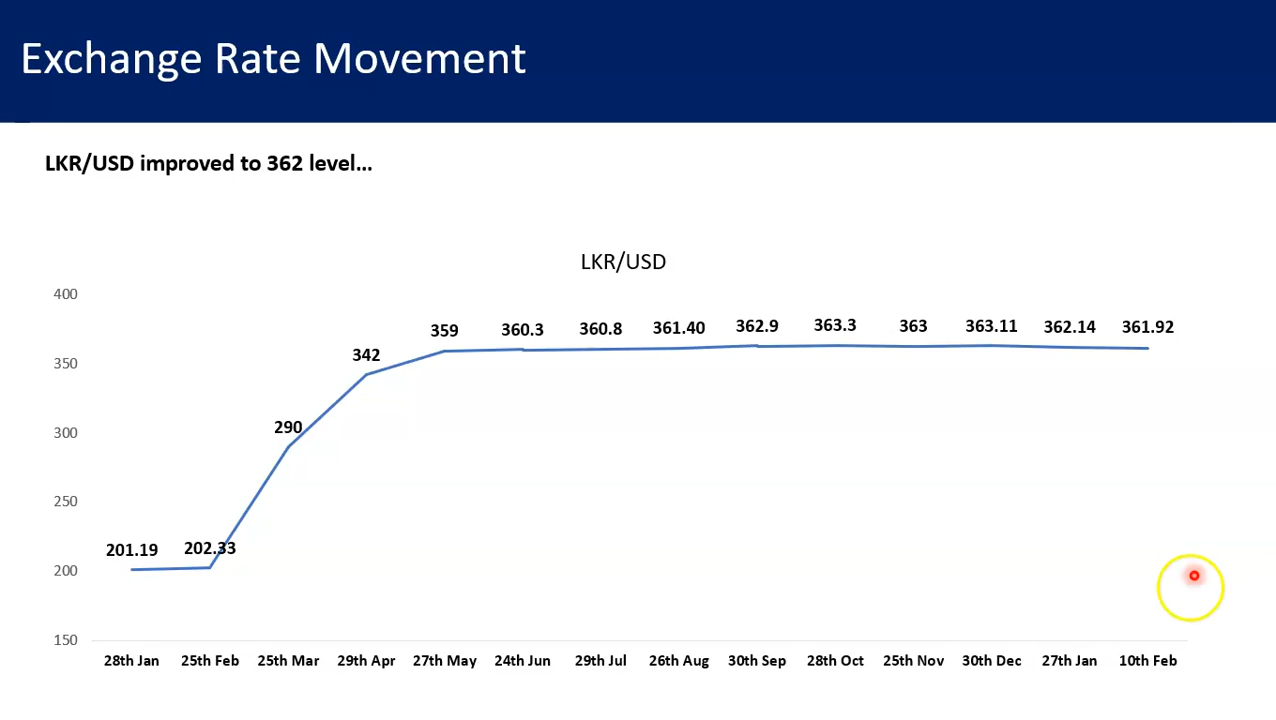 Exchange Rate Movement
LKR/USD improved to 362 level...
LKR/USD
400
350
300
250
200
150
201.19 202.33 290 342 359 360.3 360.8 361.40 362.9 363.3 363 363.11 362.14 361.92
28th Jan 25th Feb 25th Mar 29th Apr 27th May 24th Jun 29th Jul 26th Aug 30th Sep 28th Oct 25th Nov 30th Dec 27th Jan 10th Feb